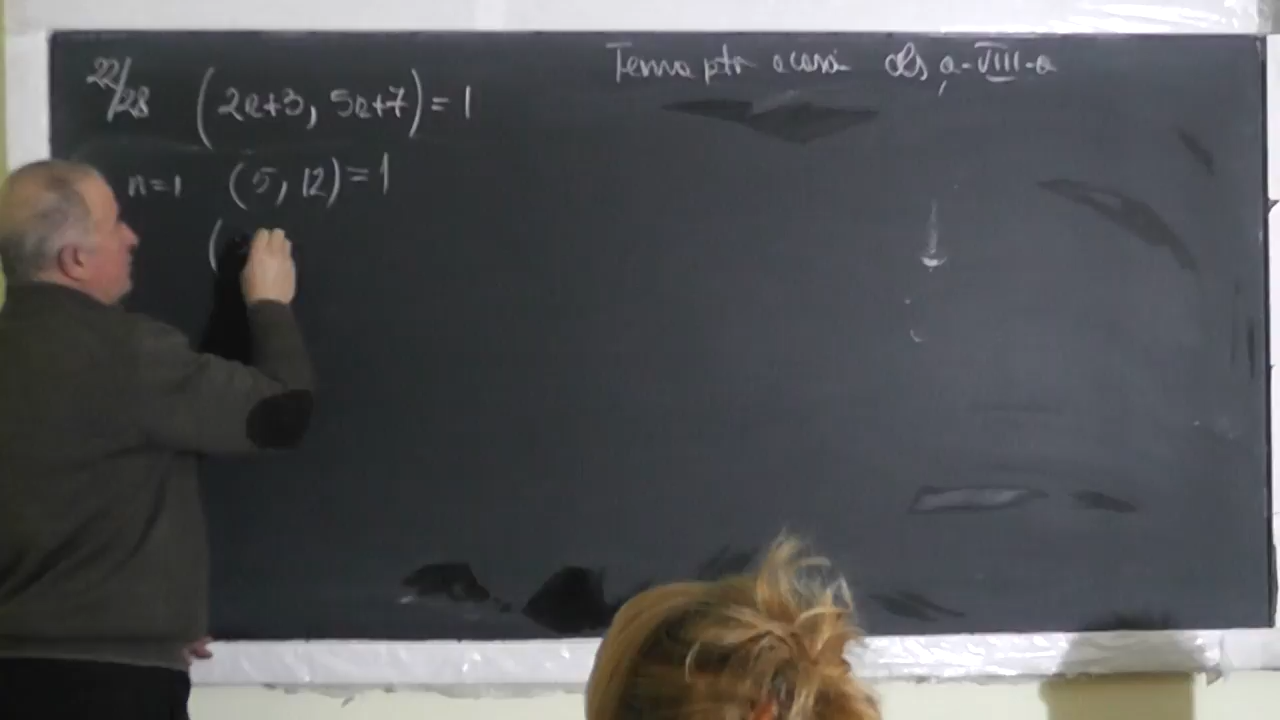 22/28 (2n+3, 5n+7) = 1
n=1 (5, 12) = 1
(
Tema ptr acasă cls a-VIII-a